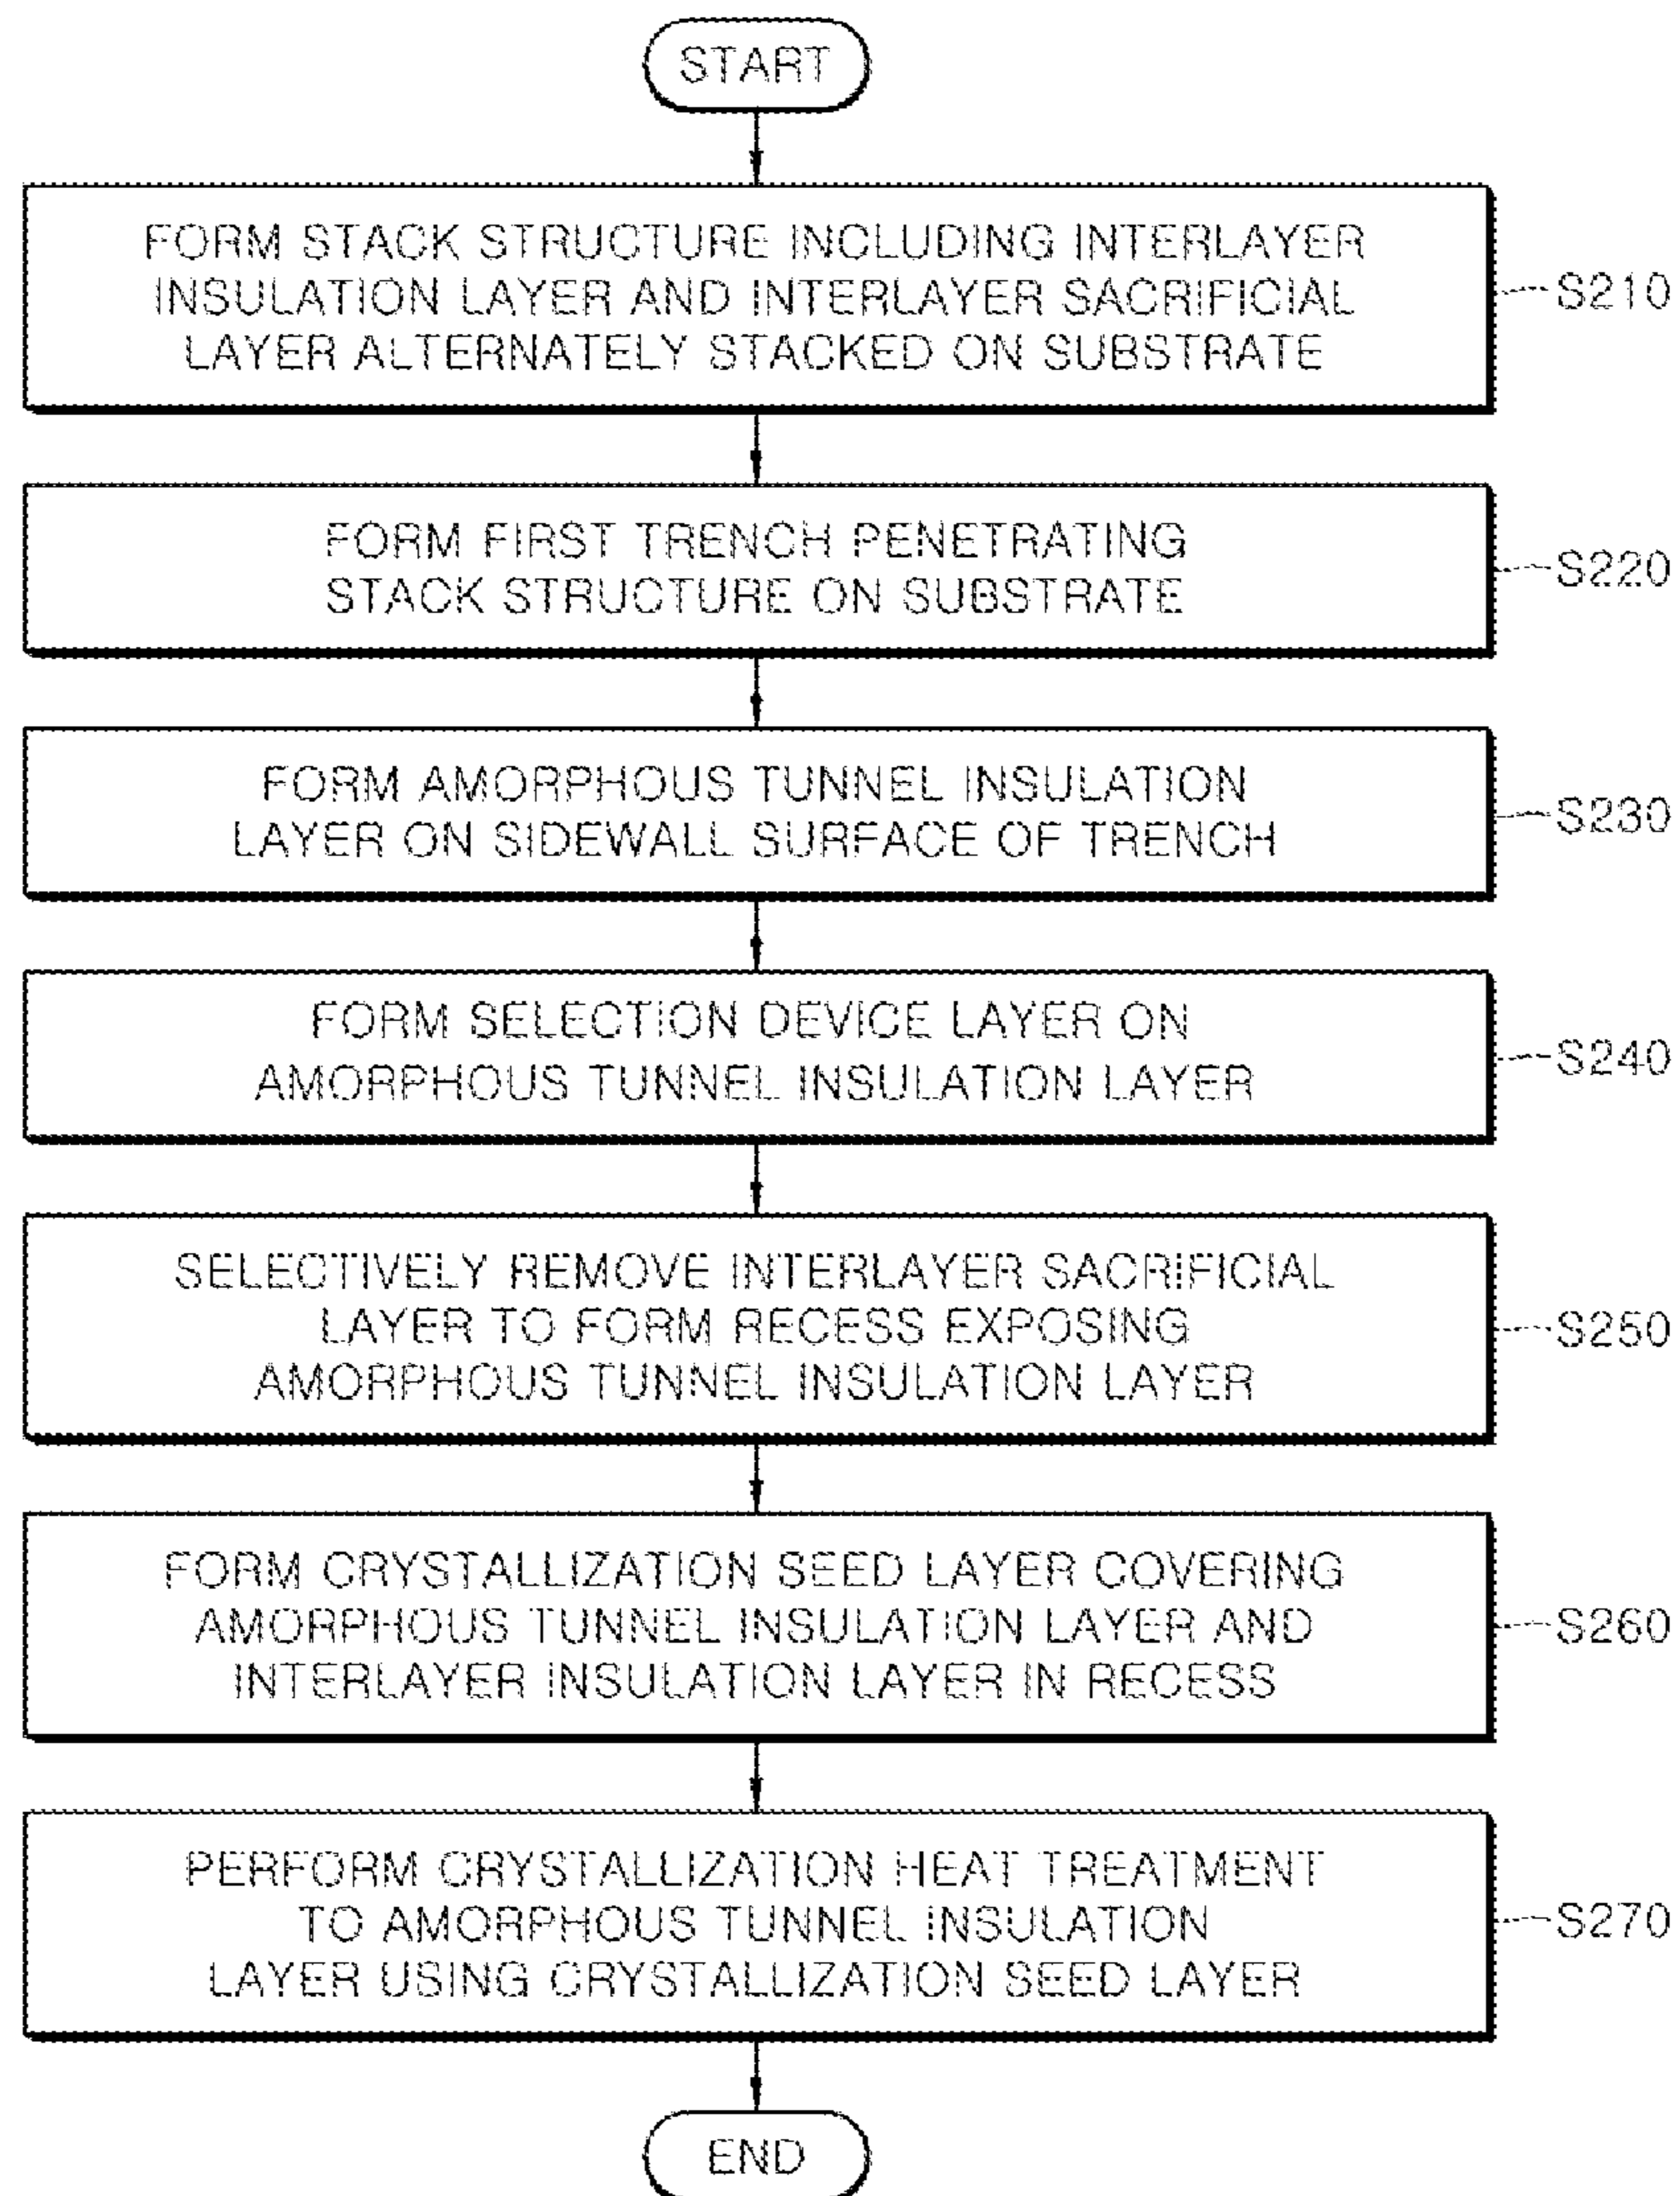 START
FORM STACK STRUCTURE INCLUDING INTERLAYER
INSULATION LAYER AND INTERLAYER SACRIFICIAL
LAYER ALTERNATELY STACKED ON SUBSTRATE
S210
FORM FIRST TRENCH PENETRATING
STACK STRUCTURE ON SUBSTRATE
S220
FORM AMORPHOUS TUNNEL INSULATION
LAYER ON SIDEWALL SURFACE OF TRENCH
S230
FORM SELECTION DEVICE LAYER ON
AMORPHOUS TUNNEL INSULATION LAYER
S240
SELECTIVELY REMOVE INTERLAYER SACRIFICIAL
LAYER TO FORM RECESS EXPOSING
AMORPHOUS TUNNEL INSULATION LAYER
S250
FORM CRYSTALLIZATION SEED LAYER COVERING
AMORPHOUS TUNNEL INSULATION LAYER AND
INTERLAYER INSULATION LAYER IN RECESS
S260
PERFORM CRYSTALLIZATION HEAT TREATMENT
TO AMORPHOUS TUNNEL INSULATION
LAYER USING CRYSTALLIZATION SEED LAYER
S270
END